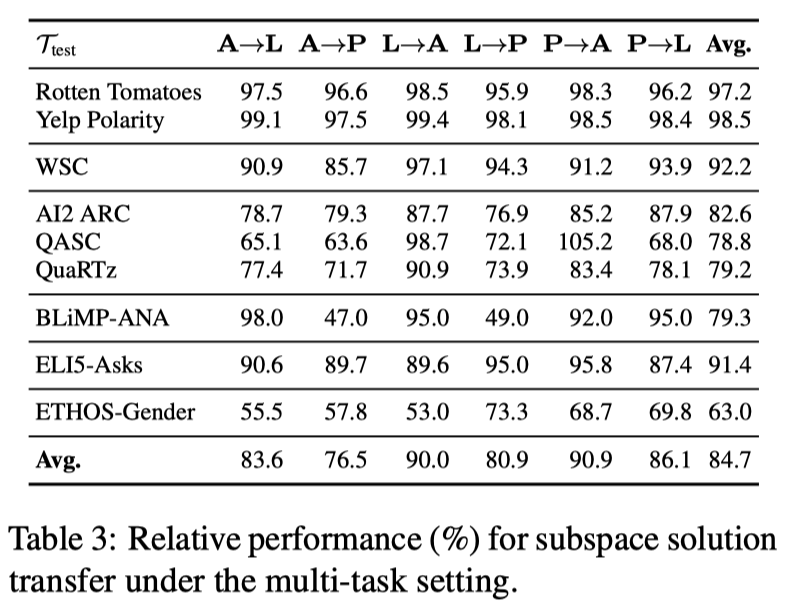 𝒯test A→L A→P L→A L→P P→A P→L Avg.
Rotten Tomatoes 97.5 96.6 98.5 95.9 98.3 96.2 97.2
Yelp Polarity 99.1 97.5 99.4 98.1 98.5 98.4 98.5
WSC 90.9 85.7 97.1 94.3 91.2 93.9 92.2
AI2 ARC 78.7 79.3 87.7 76.9 85.2 87.9 82.6
QASC 65.1 63.6 98.7 72.1 105.2 68.0 78.8
QuaRTz 77.4 71.7 90.9 73.9 83.4 78.1 79.2
BLiMP-ANA 98.0 47.0 95.0 49.0 92.0 95.0 79.3
ELI5-Asks 90.6 89.7 89.6 95.0 95.8 87.4 91.4
ETHOS-Gender 55.5 57.8 53.0 73.3 68.7 69.8 63.0
Avg. 83.6 76.5 90.0 80.9 90.9 86.1 84.7
Table 3: Relative performance (%) for subspace solution
transfer under the multi-task setting.